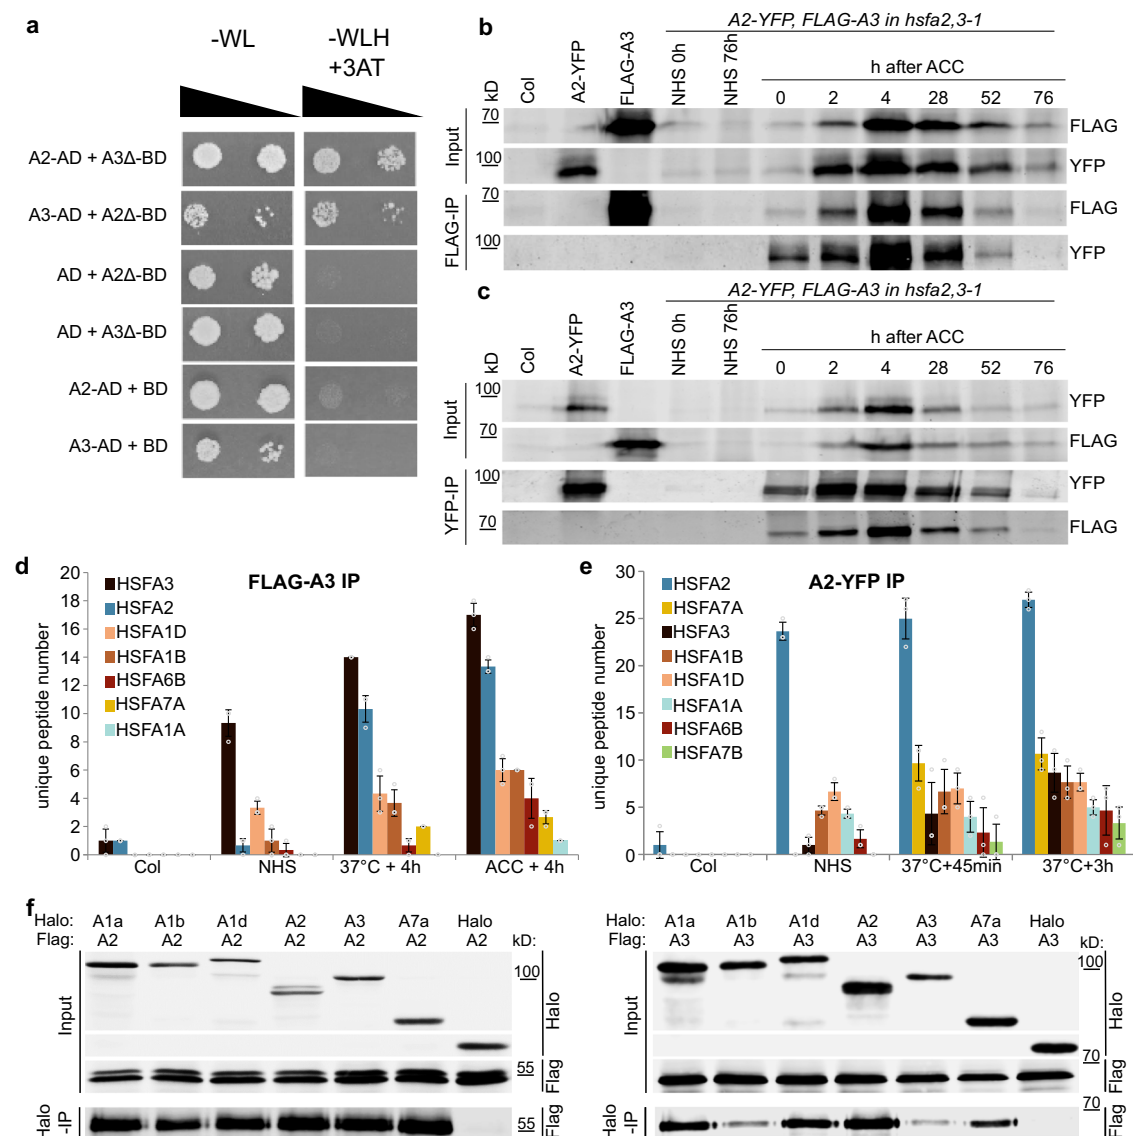 a
-WL
-WLH
+3AT
A2-AD + A3Δ-BD
A3-AD + A2Δ-BD
AD + A2Δ-BD
AD + A3Δ-BD
A2-AD + BD
A3-AD + BD
b
A2-YFP, FLAG-A3 in hsfa2,3-1
h after ACC
kD Col A2-YFP FLAG-A3 NHS 0h NHS 76h 0 2 4 28 52 76
Input
70 FLAG
100 YFP
FLAG-IP
70 FLAG
100 YFP
c
A2-YFP, FLAG-A3 in hsfa2,3-1
h after ACC
kD Col A2-YFP FLAG-A3 NHS 0h NHS 76h 0 2 4 28 52 76
Input
100 YFP
70 FLAG
YFP-IP
100 YFP
70 FLAG
d
FLAG-A3 IP
unique peptide number
20
18
16
14
12
10
8
6
4
2
0
HSFA3
HSFA2
HSFA1D
HSFA1B
HSFA6B
HSFA7A
HSFA1A
Col NHS 37°C + 4h ACC + 4h
e
A2-YFP IP
unique peptide number
30
25
20
15
10
5
0
HSFA2
HSFA7A
HSFA3
HSFA1B
HSFA1D
HSFA1A
HSFA6B
HSFA7B
Col NHS 37°C+45min 37°C+3h
f
Halo: A1a A1b A1d A2 A3 A7a Halo
Flag: A2 A2 A2 A2 A2 A2 A2 kD:
Input
100 Halo
55 Flag
Halo
-IP
55 Flag
Halo: A1a A1b A1d A2 A3 A7a Halo
Flag: A3 A3 A3 A3 A3 A3 A3 kD:
Input
100 Halo
70 Flag
Halo
-IP
70 Flag